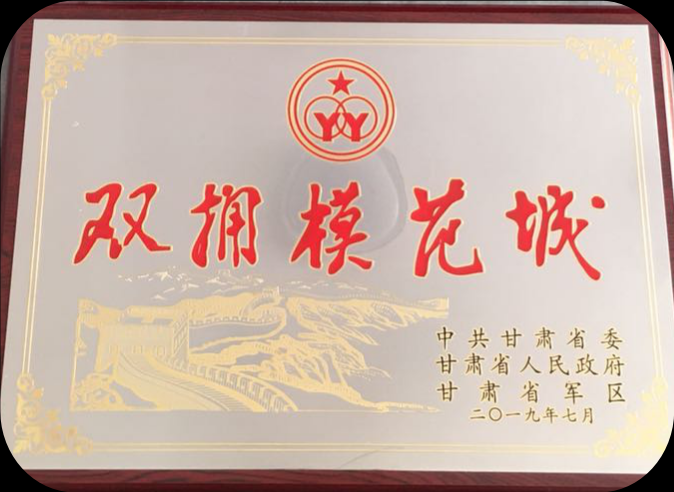 YY
双拥模范城
中共甘肃省委
甘肃省人民政府
甘肃省军区
二〇一九年七月